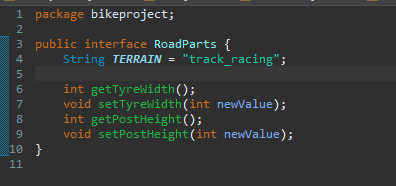 1 package bikeproject;
2
3 public interface RoadParts {
4     String TERRAIN = "track_racing";
5
6     int getTyreWidth();
7     void setTyreWidth(int newValue);
8     int getPostHeight();
9     void setPostHeight(int newValue);
10 }
11